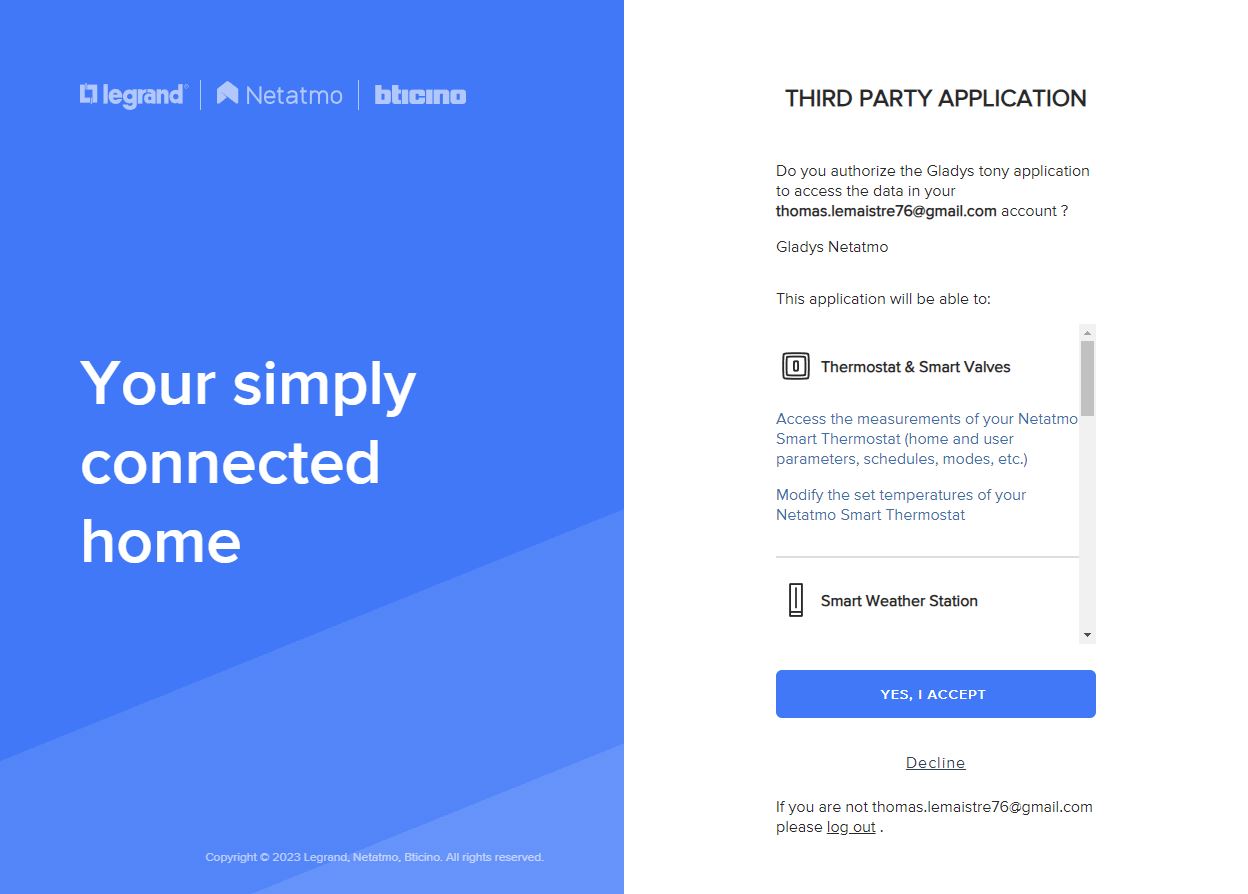 legrand® | Netatmo | bticino
Your simply
connected
home
Copyright © 2023 Legrand, Netatmo, Bticino. All rights reserved.
THIRD PARTY APPLICATION
Do you authorize the Gladys tony application
to access the data in your
thomas.lemaistre76@gmail.com account ?
Gladys Netatmo
This application will be able to:
Thermostat & Smart Valves
Access the measurements of your Netatmo
Smart Thermostat (home and user
parameters, schedules, modes, etc.)
Modify the set temperatures of your
Netatmo Smart Thermostat
Smart Weather Station
YES, I ACCEPT
Decline
If you are not thomas.lemaistre76@gmail.com
please log out .